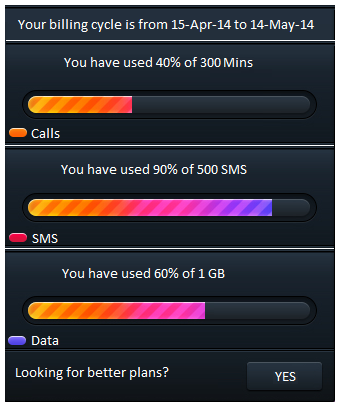 Your billing cycle is from 15-Apr-14 to 14-May-14
You have used 40% of 300 Mins
Calls
You have used 90% of 500 SMS
SMS
You have used 60% of 1 GB
Data
Looking for better plans?
YES